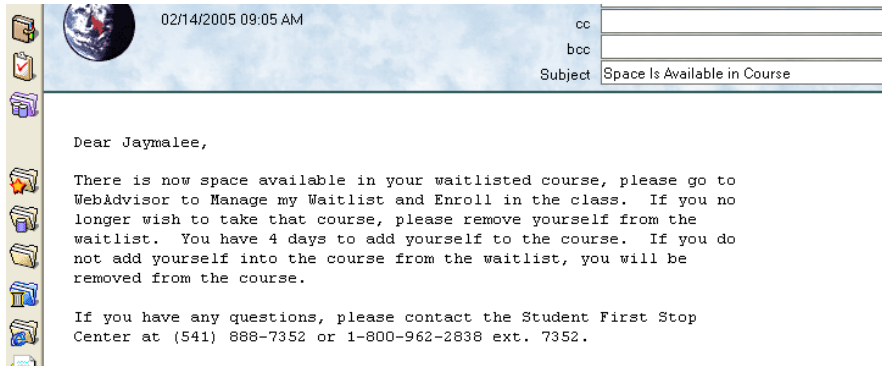 02/14/2005 09:05 AM
cc
bcc
Subject Space Is Available in Course
Dear Jaymalee,
There is now space available in your waitlisted course, please go to
WebAdvisor to Manage my Waitlist and Enroll in the class.  If you no
longer wish to take that course, please remove yourself from the
waitlist.  You have 4 days to add yourself to the course.  If you do
not add yourself into the course from the waitlist, you will be
removed from the course.
If you have any questions, please contact the Student First Stop
Center at (541) 888-7352 or 1-800-962-2838 ext. 7352.